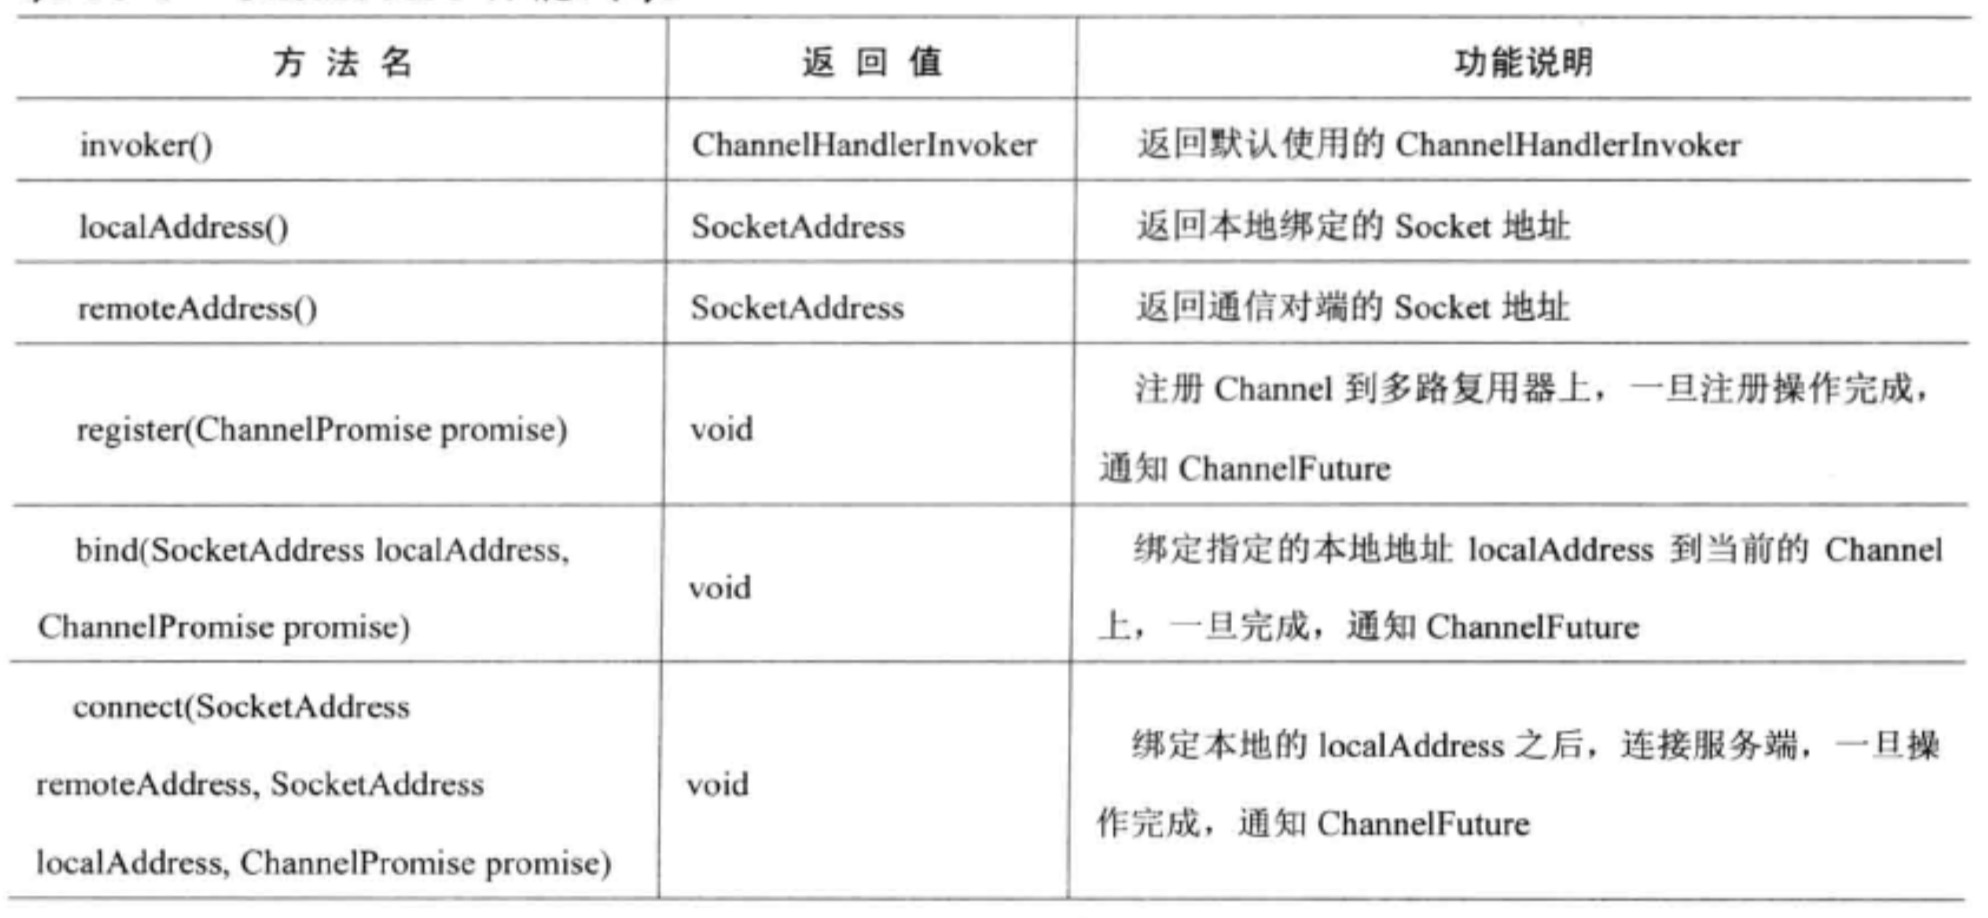 方 法 名 返 回 值 功能说明
invoker() ChannelHandlerInvoker 返回默认使用的 ChannelHandlerInvoker
localAddress() SocketAddress 返回本地绑定的 Socket 地址
remoteAddress() SocketAddress 返回通信对端的 Socket 地址
register(ChannelPromise promise) void 注册 Channel 到多路复用器上，一旦注册操作完成，
通知 ChannelFuture
bind(SocketAddress localAddress,
ChannelPromise promise) void 绑定指定的本地地址 localAddress 到当前的 Channel
上，一旦完成，通知 ChannelFuture
connect(SocketAddress
remoteAddress, SocketAddress
localAddress, ChannelPromise promise) void 绑定本地的 localAddress 之后，连接服务端，一旦操
作完成，通知 ChannelFuture